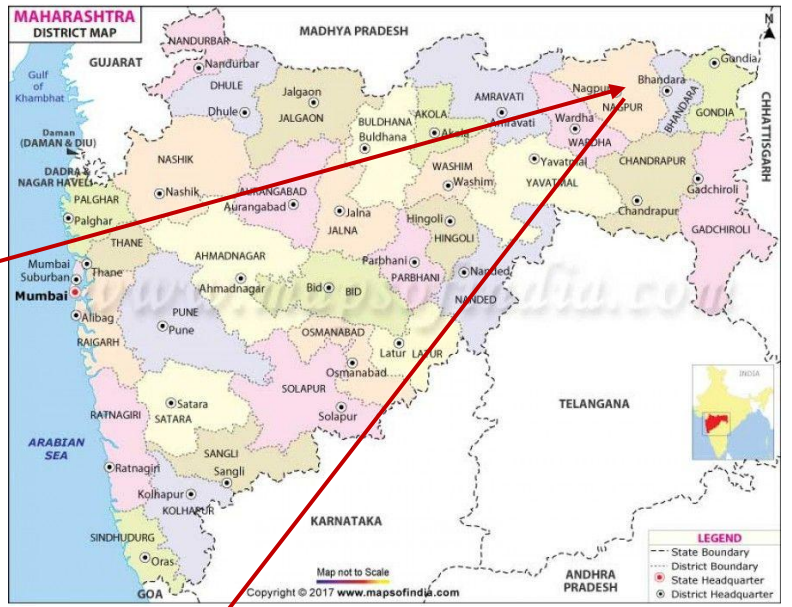 MAHARASHTRA
DISTRICT MAP
MADHYA PRADESH
N
GUJARAT
NANDURBAR
Nandurbar
Gulf
of
Khambhat
DHULE
Dhule
Jalgaon
JALGAON
BULDHANA
Buldhana
AKOLA
Akola
AMRAVATI
Amravati
Nagpur
NAGPUR
Wardha
WARDHA
Bhandara
BHANDARA
Gondia
GONDIA
CHHATTISGARH
Daman
(DAMAN & DIU)
DADRA &
NAGAR HAVELI
NASHIK
Nashik
AURANGABAD
Aurangabad
WASHIM
Washim
Yavatmal
YAVATMAL
CHANDRAPUR
Chandrapur
Gadchiroli
GADCHIROLI
PALGHAR
Palghar
Jalna
JALNA
Hingoli
HINGOLI
THANE
Thane
AHMADNAGAR
Ahmadnagar
Parbhani
PARBHANI
Nanded
NANDED
Mumbai
Suburban
Mumbai
Bid
BID
www.mapsofindia.com
Alibag
RAIGARH
PUNE
Pune
OSMANABAD
Osmanabad
Latur
LATUR
SOLAPUR
Solapur
INDIA
Satara
SATARA
RATNAGIRI
Ratnagiri
TELANGANA
ARABIAN
SEA
SANGLI
Sangli
Kolhapur
KOLHAPUR
KARNATAKA
SINDHUDURG
Oras
GOA
Map not to Scale
Copyright © 2017 www.mapsofindia.com
ANDHRA
PRADESH
LEGEND
State Boundary
District Boundary
State Headquarter
District Headquarter